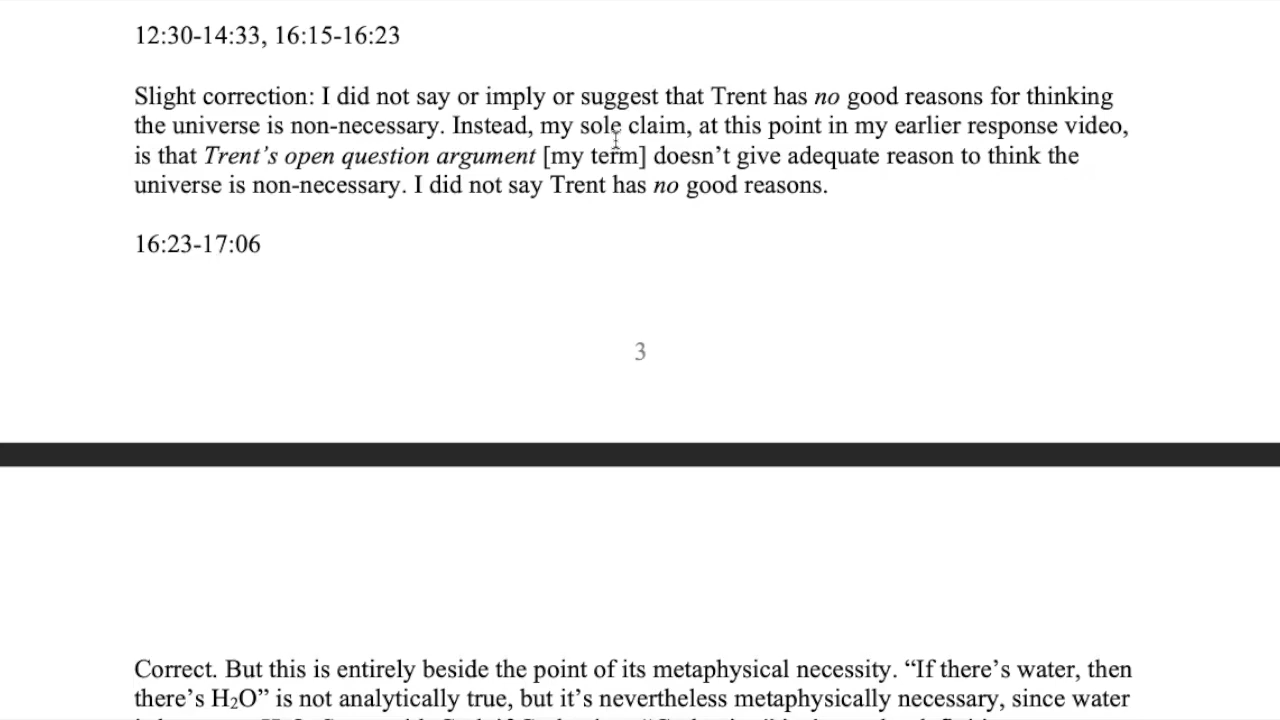 12:30-14:33, 16:15-16:23
Slight correction: I did not say or imply or suggest that Trent has no good reasons for thinking
the universe is non-necessary. Instead, my sole claim, at this point in my earlier response video,
is that Trent’s open question argument [my term] doesn’t give adequate reason to think the
universe is non-necessary. I did not say Trent has no good reasons.
16:23-17:06
3
Correct. But this is entirely beside the point of its metaphysical necessity. “If there’s water, then
there’s H₂O” is not analytically true, but it’s nevertheless metaphysically necessary, since water